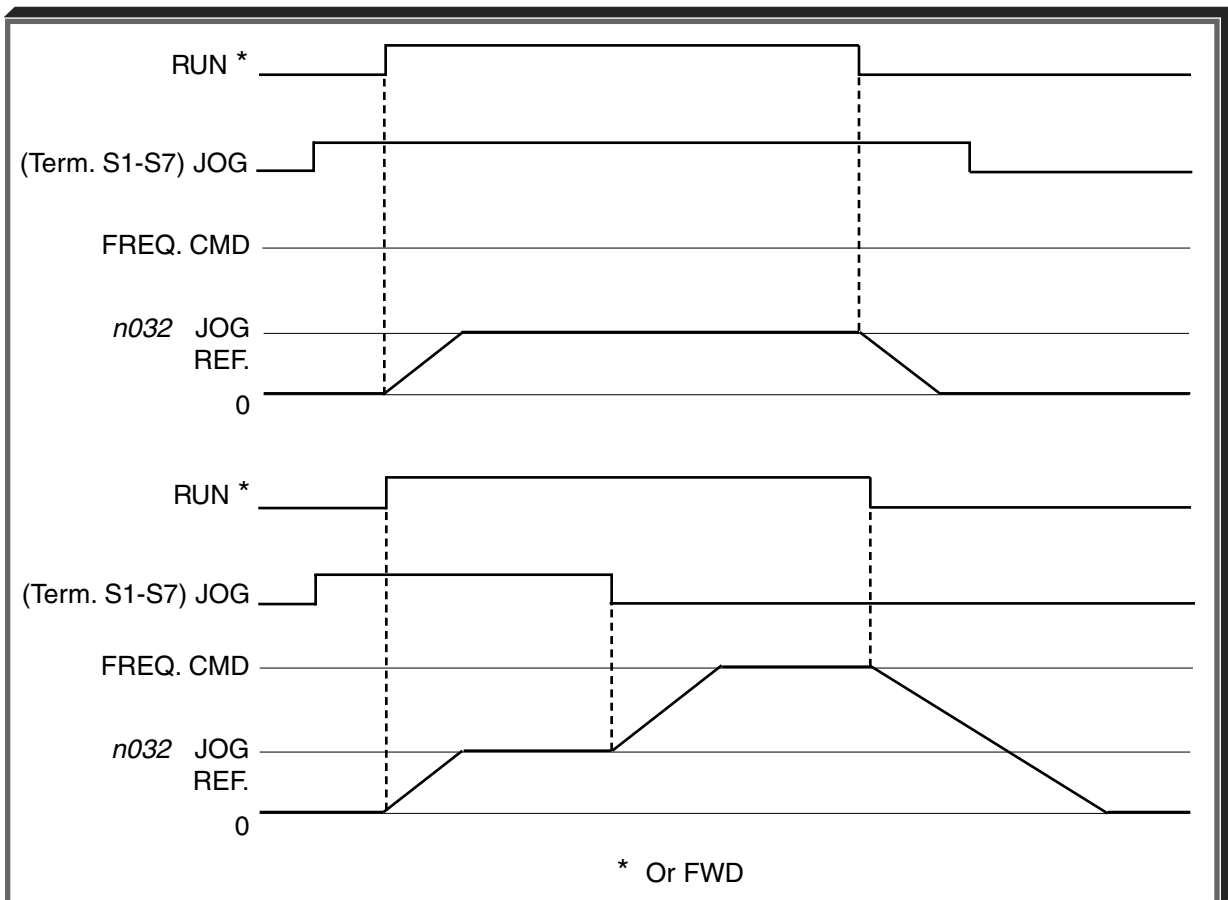 RUN *
(Term. S1-S7) JOG
FREQ. CMD
n032 JOG
REF.
0
RUN *
(Term. S1-S7) JOG
FREQ. CMD
n032 JOG
REF.
0
* Or FWD